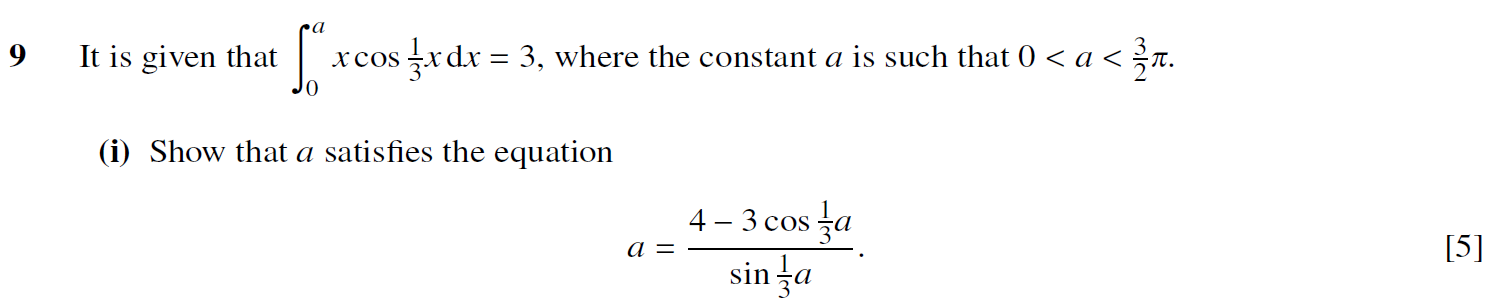 9 It is given that ∫₀ᵃ x cos ⅓x dx = 3, where the constant a is such that 0 < a < 3/2 π.
(i) Show that a satisfies the equation
a = (4 − 3 cos ⅓a) / (sin ⅓a). [5]